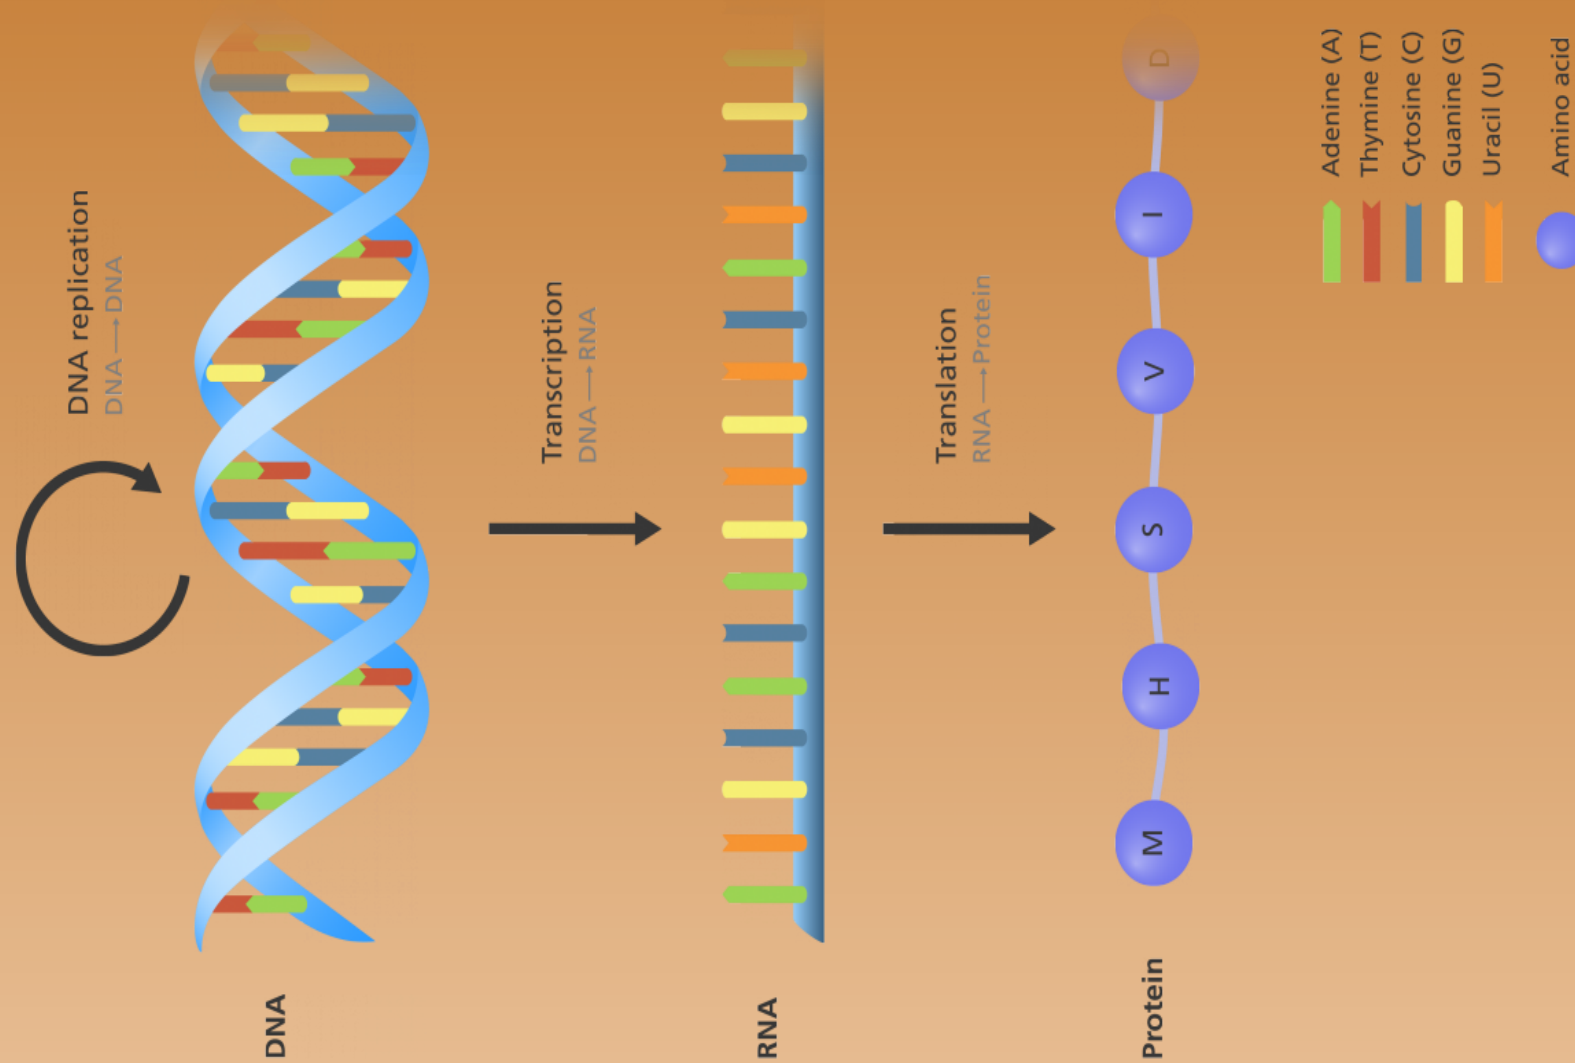 DNA replication
DNA → DNA
DNA
Transcription
DNA → RNA
RNA
Translation
RNA → Protein
Protein
M H S V I D
Adenine (A)
Thymine (T)
Cytosine (C)
Guanine (G)
Uracil (U)
Amino acid